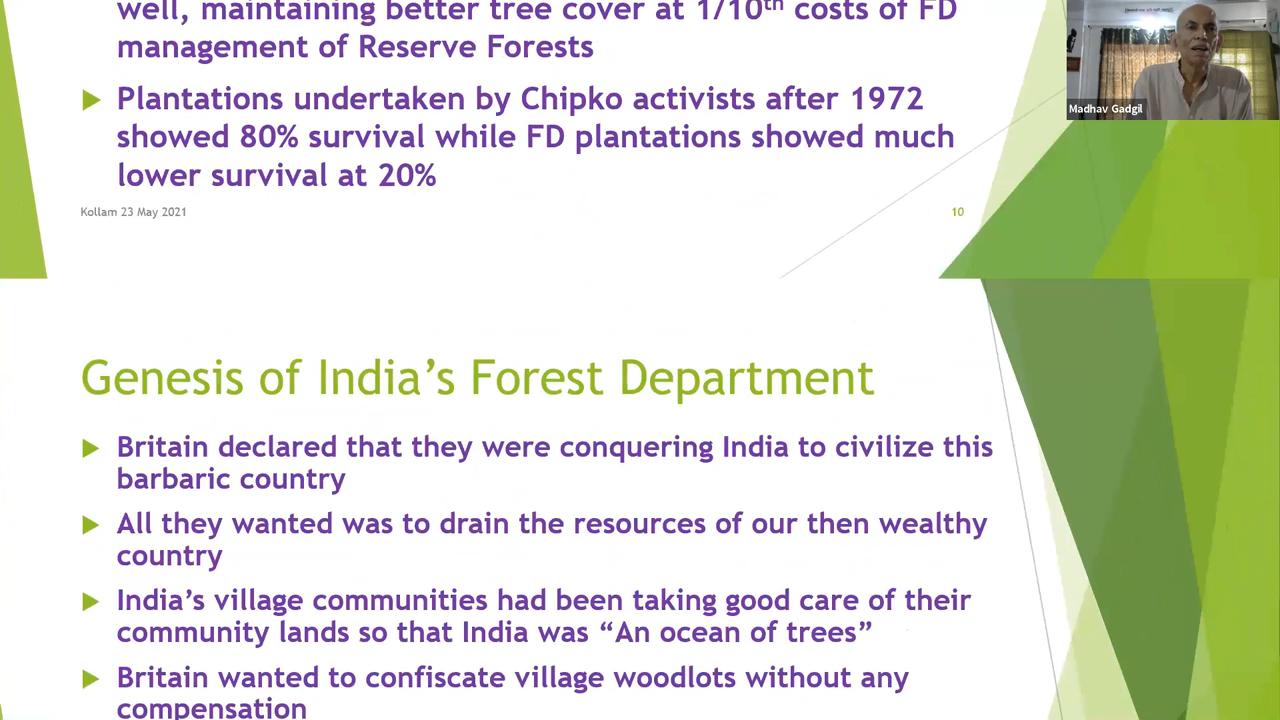 well, maintaining better tree cover at 1/10th costs of FD
management of Reserve Forests
Plantations undertaken by Chipko activists after 1972
showed 80% survival while FD plantations showed much
lower survival at 20%
Kollam 23 May 2021
10
Madhav Gadgil
Genesis of India’s Forest Department
Britain declared that they were conquering India to civilize this
barbaric country
All they wanted was to drain the resources of our then wealthy
country
India’s village communities had been taking good care of their
community lands so that India was “An ocean of trees”
Britain wanted to confiscate village woodlots without any
compensation